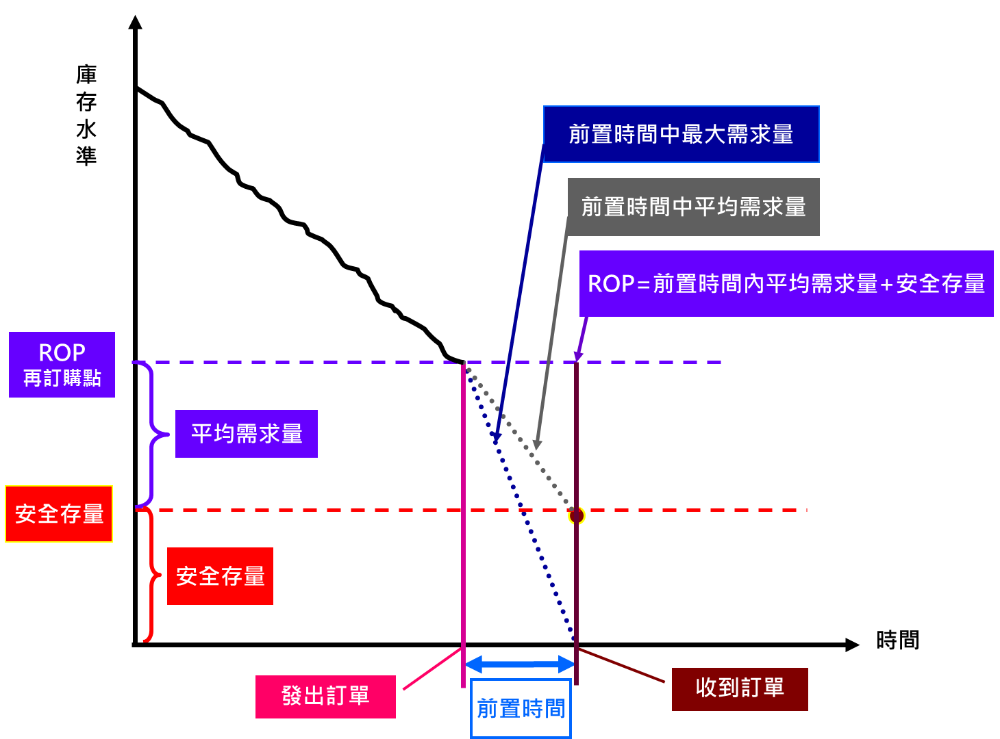 庫存水準
前置時間中最大需求量
前置時間中平均需求量
ROP=前置時間內平均需求量+安全存量
ROP
再訂購點
平均需求量
安全存量
安全存量
時間
發出訂單
前置時間
收到訂單